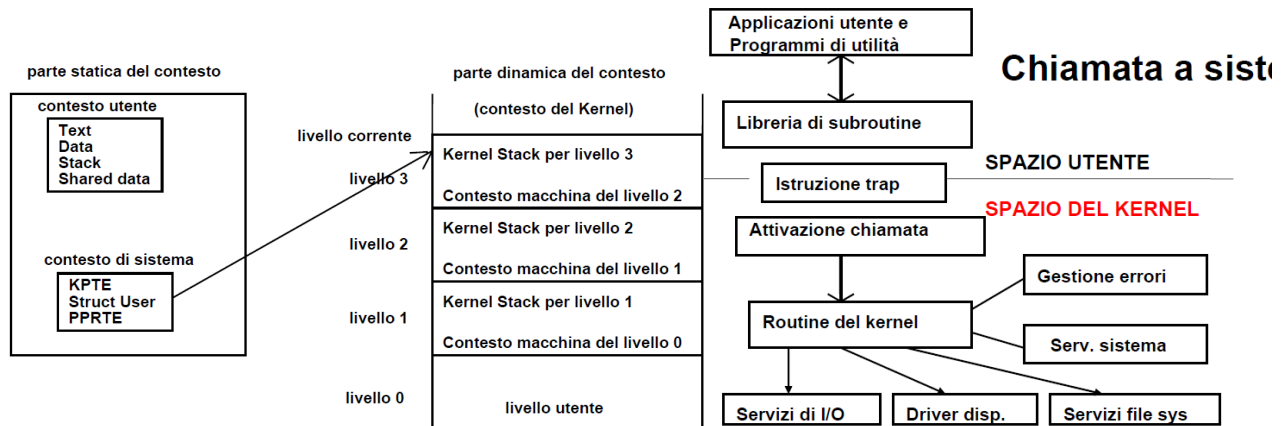 parte statica del contesto
contesto utente
Text
Data
Stack
Shared data
contesto di sistema
KPTE
Struct User
PPRTE
parte dinamica del contesto
(contesto del Kernel)
livello corrente
Kernel Stack per livello 3
livello 3
Contesto macchina del livello 2
Kernel Stack per livello 2
livello 2
Contesto macchina del livello 1
Kernel Stack per livello 1
livello 1
Contesto macchina del livello 0
livello 0
livello utente
Applicazioni utente e
Programmi di utilità
Chiamata a siste
Libreria di subroutine
SPAZIO UTENTE
Istruzione trap
SPAZIO DEL KERNEL
Attivazione chiamata
Gestione errori
Routine del kernel
Serv. sistema
Servizi di I/O
Driver disp.
Servizi file sys